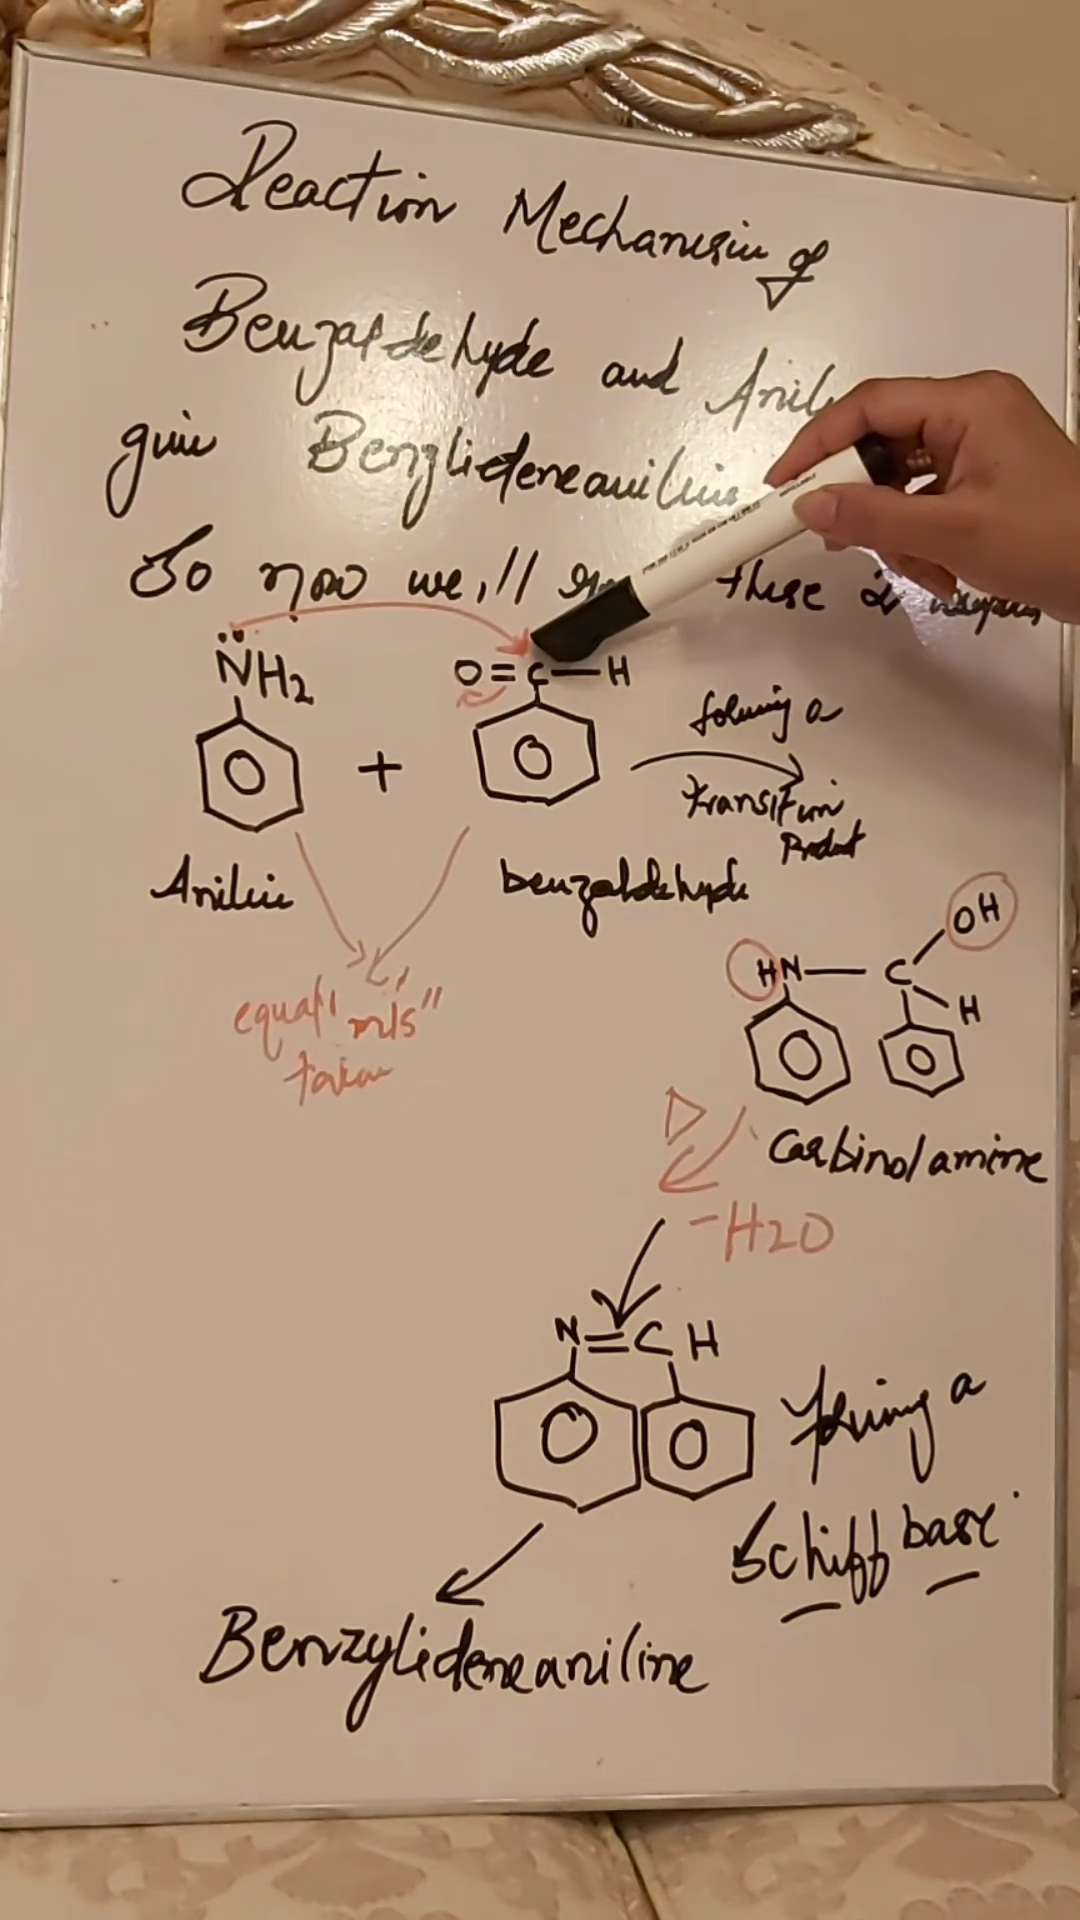 Reaction Mechanism of
Benzaldehyde and
give Benzylideneaniline
So now we'll these 2
NH2
O=C—H
+
forming a
transition
Product
Aniline
benzaldehyde
equal "mls"
taken
HN—C
OH
H
Carbinolamine
-H2O
N=CH
forming a
Schiff base
Benzylideneaniline